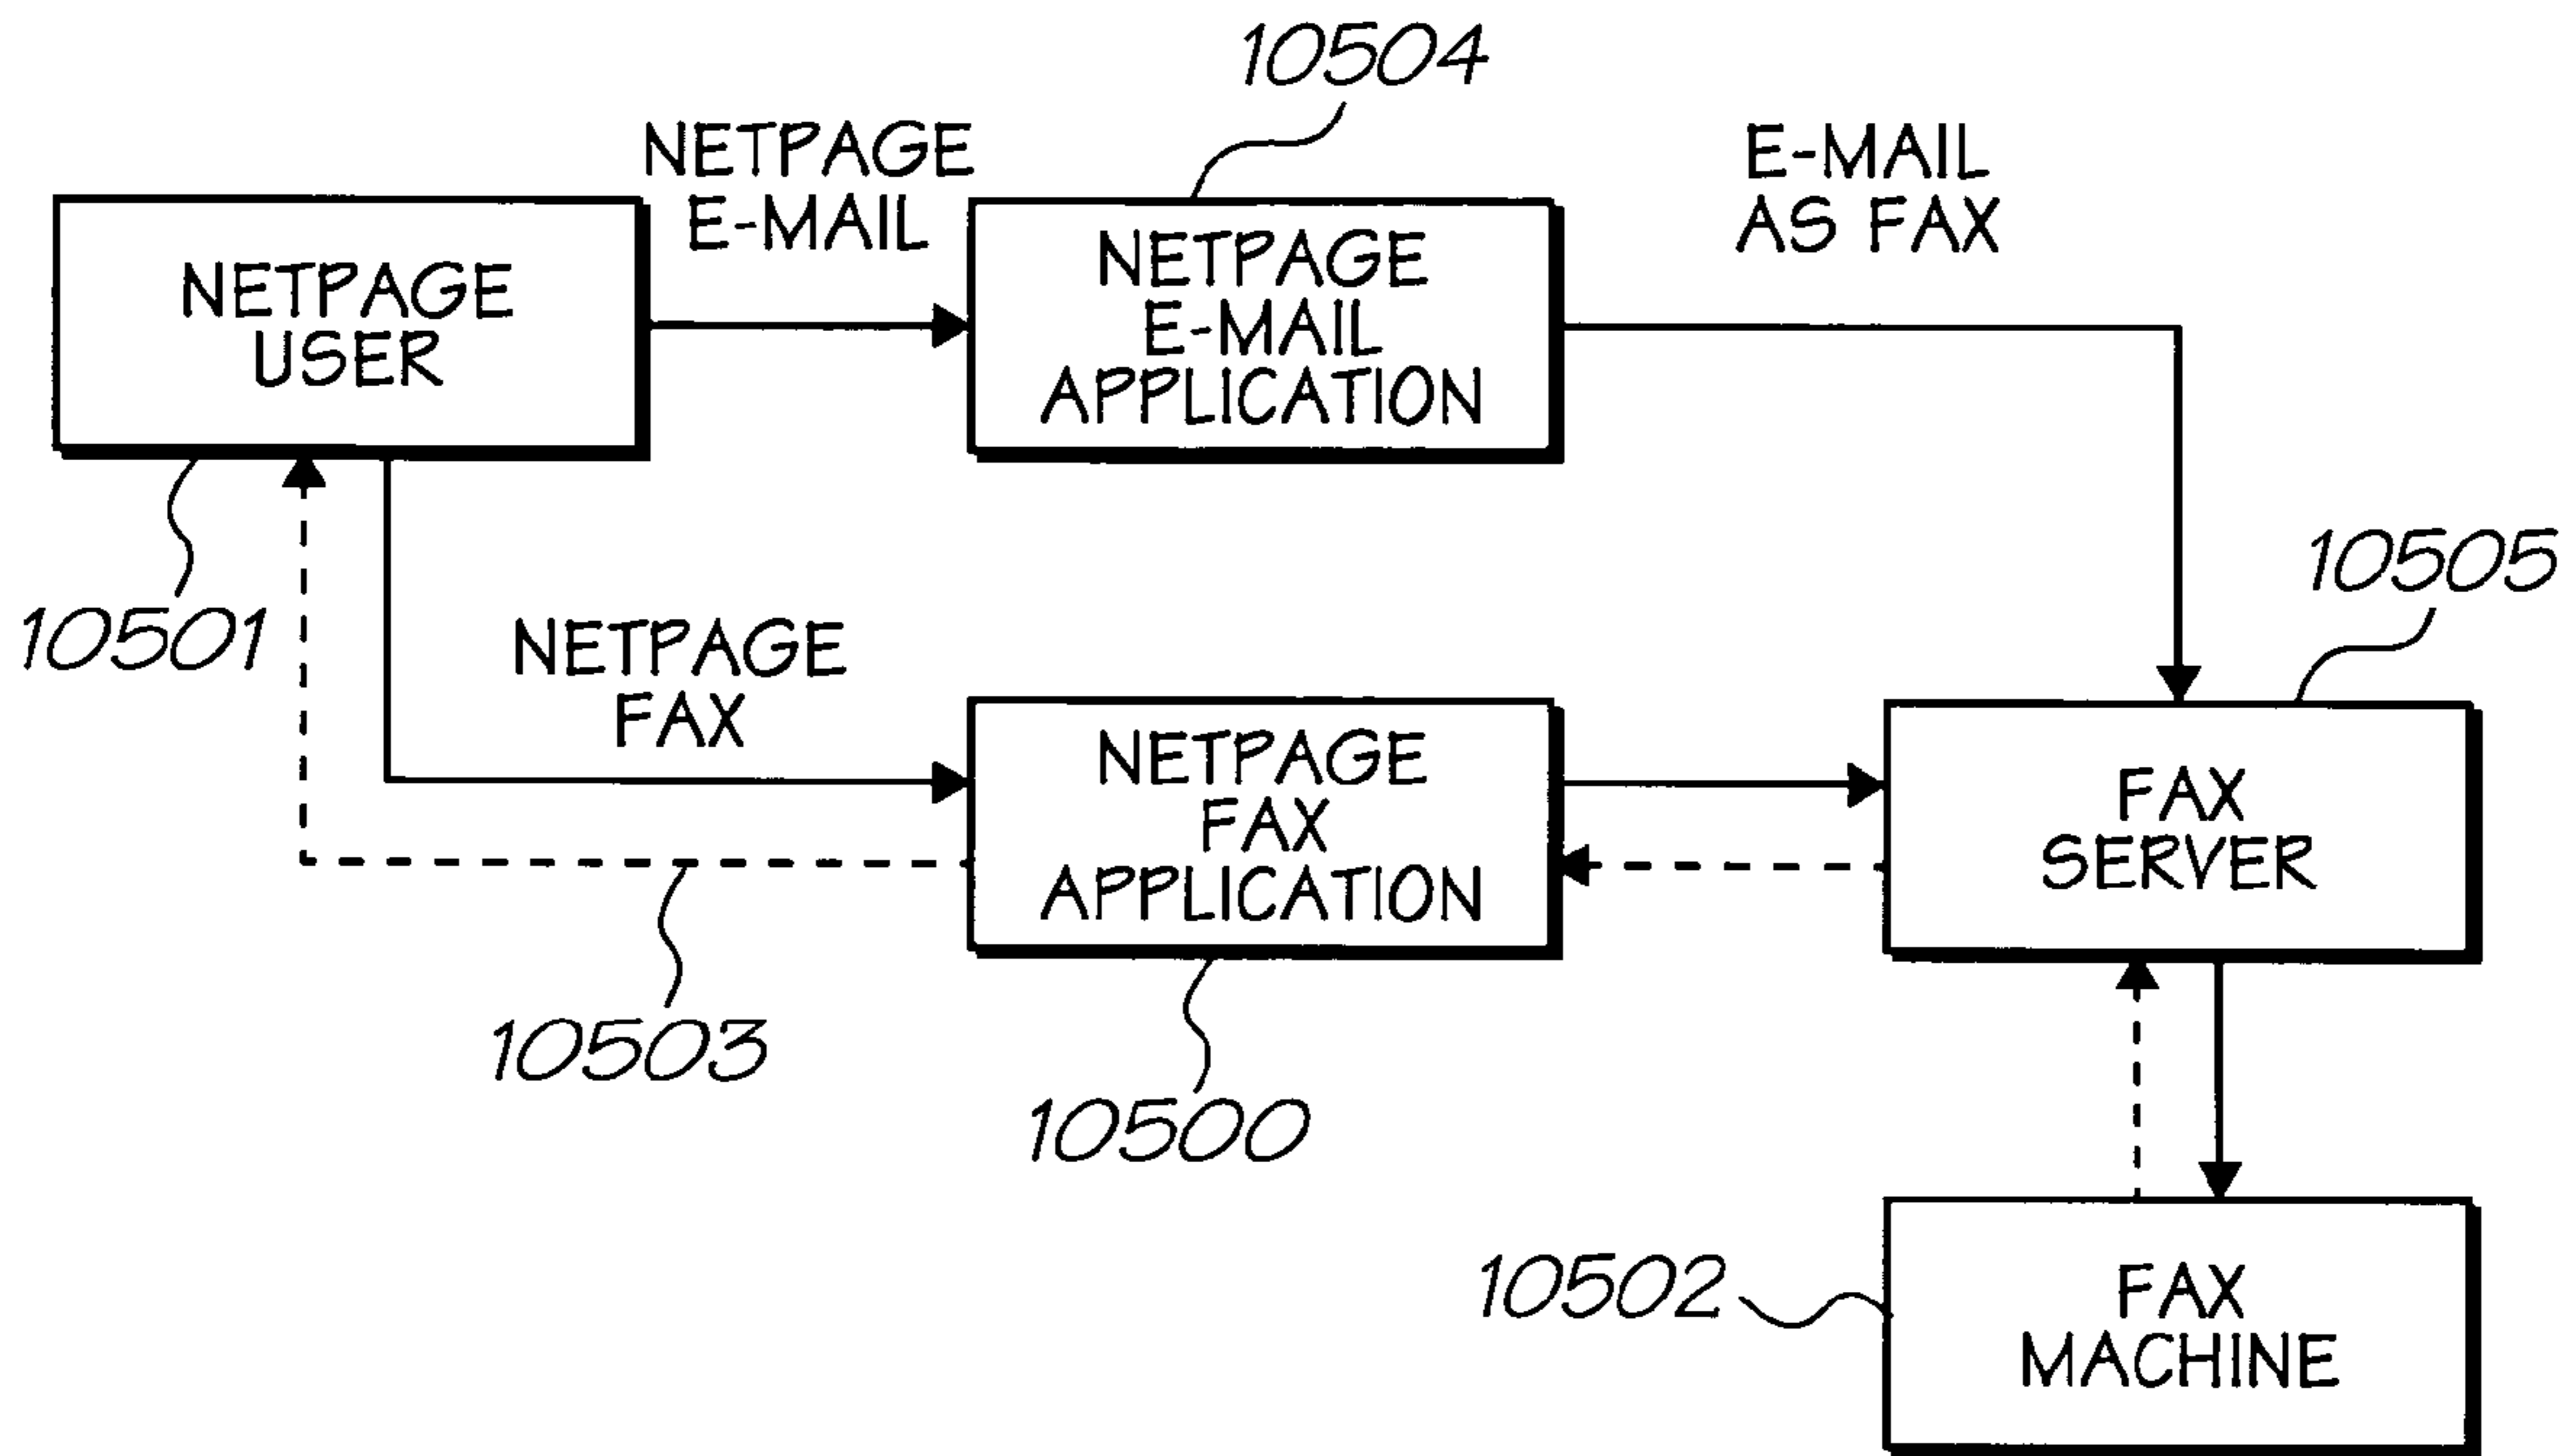 10504
NETPAGE
E-MAIL
E-MAIL
AS FAX
NETPAGE
USER
NETPAGE
E-MAIL
APPLICATION
10501
10505
NETPAGE
FAX
NETPAGE
FAX
APPLICATION
FAX
SERVER
10503
10500
10502
FAX
MACHINE